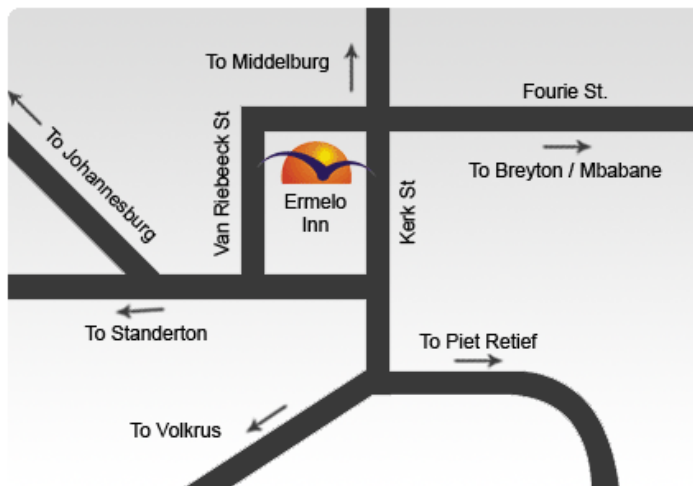 To Middelburg
Fourie St.
To Johannesburg
Van Riebeeck St
To Breyton / Mbabane
Ermelo
Inn
Kerk St
To Standerton
To Piet Retief
To Volkrus